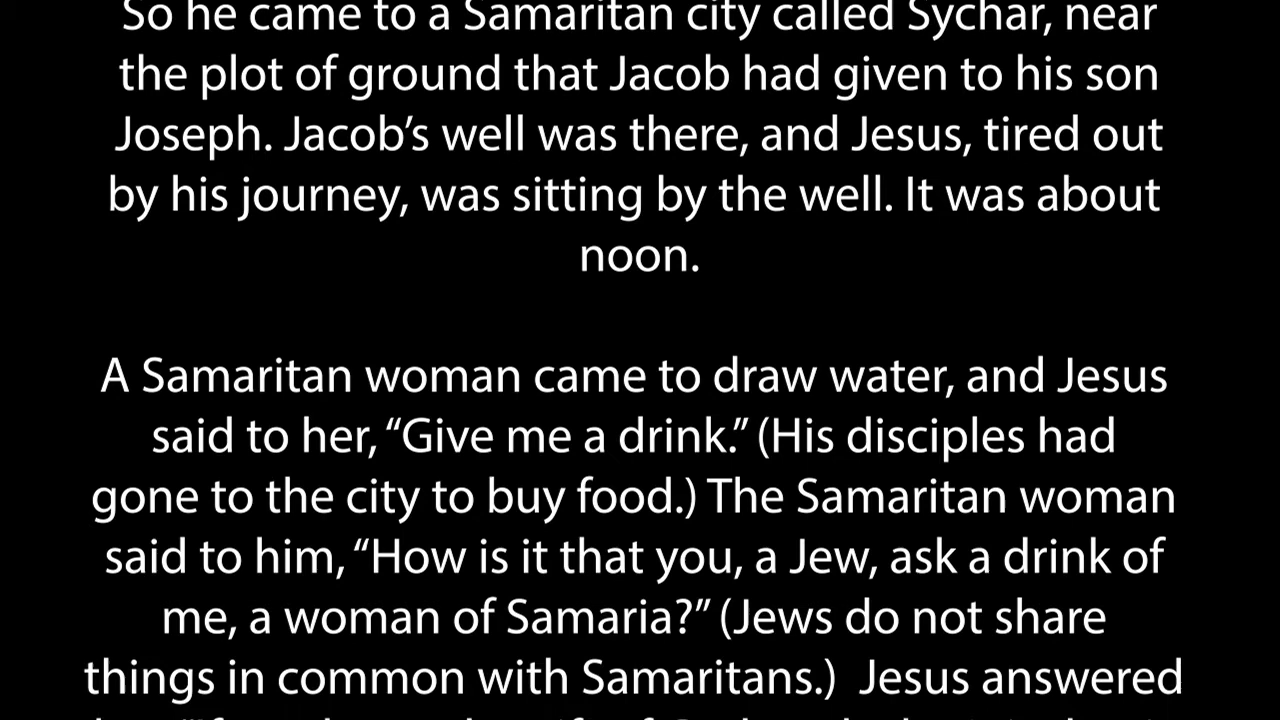 So he came to a Samaritan city called Sychar, near
the plot of ground that Jacob had given to his son
Joseph. Jacob’s well was there, and Jesus, tired out
by his journey, was sitting by the well. It was about
noon.
A Samaritan woman came to draw water, and Jesus
said to her, “Give me a drink.” (His disciples had
gone to the city to buy food.) The Samaritan woman
said to him, “How is it that you, a Jew, ask a drink of
me, a woman of Samaria?” (Jews do not share
things in common with Samaritans.)  Jesus answered